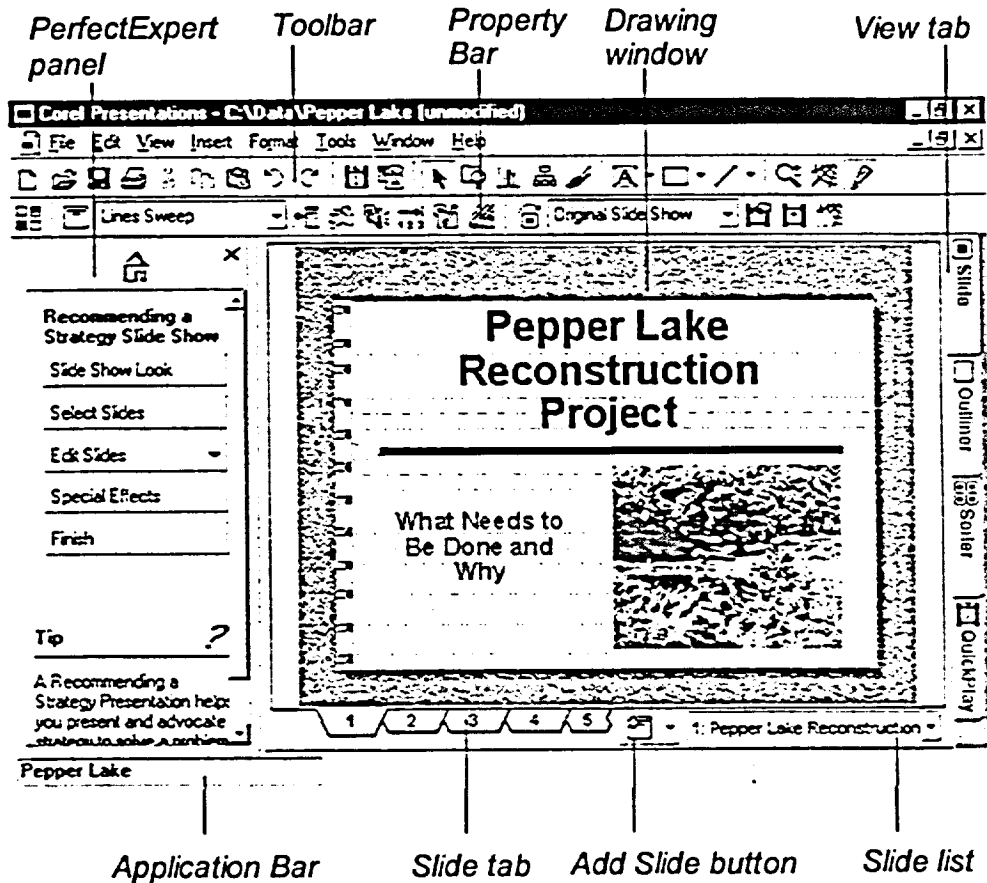 PerfectExpert panel
Toolbar
Property Bar
Drawing window
View tab
Corel Presentations - C:\Data\Pepper Lake (unmodified)
File Edit View Insert Format Tools Window Help
Lines Sweep
Original Slide Show
Recommending a
Strategy Slide Show
Slide Show Look
Select Slides
Edit Slides
Special Effects
Finish
Tip ?
A Recommending a
Strategy Presentation helps
you present and advocate
strategy to solve a problem
Pepper Lake
Reconstruction
Project
What Needs to
Be Done and
Why
Slide
Outliner
Sorter
QuickPlay
1 2 3 4 5
1: Pepper Lake Reconstruction
Pepper Lake
Application Bar
Slide tab
Add Slide button
Slide list